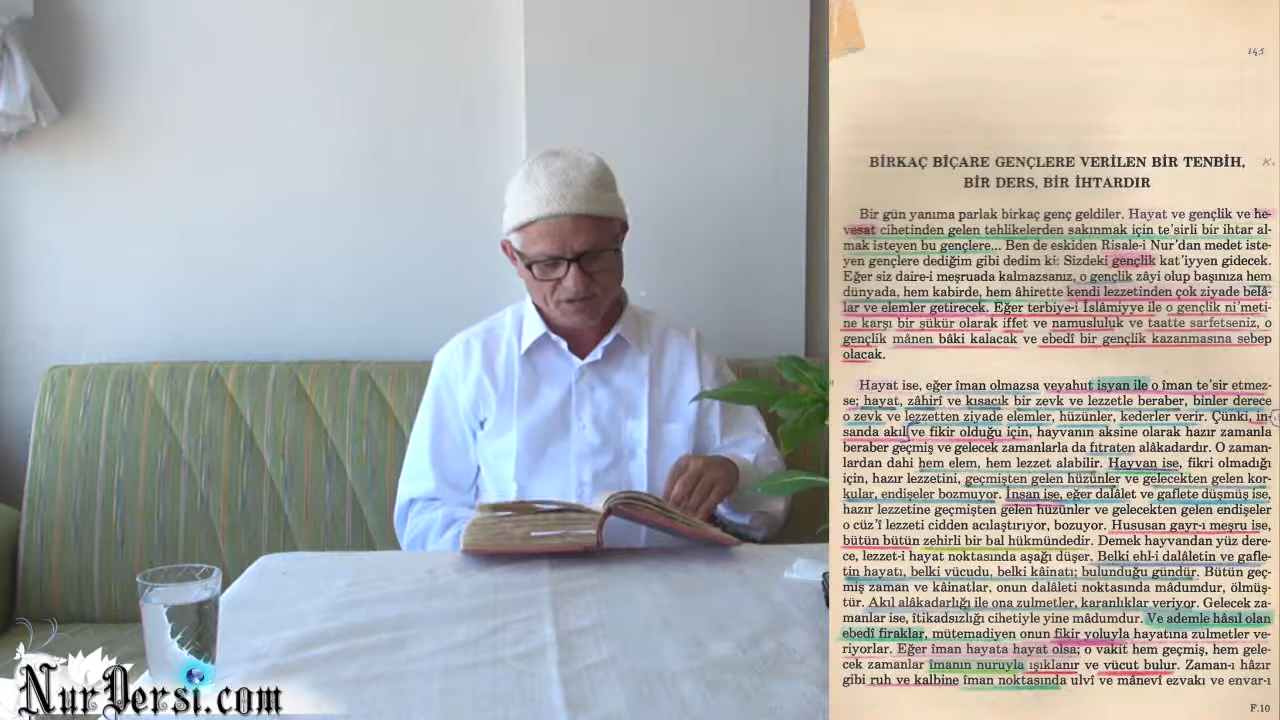 145
BİRKAÇ BİÇARE GENÇLERE VERİLEN BİR TENBİH,
BİR DERS, BİR İHTARDIR
Bir gün yanıma parlak birkaç genç geldiler. Hayat ve gençlik ve he-
vesat cihetinden gelen tehlikelerden sakınmak için te'sirli bir ihtar al-
mak isteyen bu gençlere... Ben de eskiden Risale-i Nur'dan medet iste-
yen gençlere dediğim gibi dedim ki: Sizdeki gençlik kat'iyyen gidecek.
Eğer siz daire-i meşruada kalmazsanız, o gençlik zâyi olup başınıza hem
dünyada, hem kabirde, hem âhirette kendi lezzetinden çok ziyade belâ-
lar ve elemler getirecek. Eğer terbiye-i İslâmiyye ile o gençlik ni'meti-
ne karşı bir şükür olarak iffet ve namusluluk ve taatte sarfetseniz, o
gençlik mânen bâki kalacak ve ebedî bir gençlik kazanmasına sebep
olacak.
Hayat ise, eğer îman olmazsa veyahut isyan ile o îman te'sir etmez-
se; hayat, zâhirî ve kısacık bir zevk ve lezzetle beraber, binler derece
o zevk ve lezzetten ziyade elemler, hüzünler, kederler verir. Çünki, in-
sanda akıl ve fikir olduğu için, hayvanın aksine olarak hazır zamanla
beraber geçmiş ve gelecek zamanlarla da fıtraten alâkadardır. O zaman-
lardan dahi hem elem, hem lezzet alabilir. Hayvan ise, fikri olmadığı
için, hazır lezzetini, geçmişten gelen hüzünler ve gelecekten gelen kor-
kular, endişeler bozmuyor. İnsan ise, eğer dalâlet ve gaflete düşmüş ise,
hazır lezzetine geçmişten gelen hüzünler ve gelecekten gelen endişeler
o cüz'î lezzeti cidden acılaştırıyor, bozuyor. Hususan gayr-ı meşru ise,
bütün bütün zehirli bir bal hükmündedir. Demek hayvandan yüz dere-
ce, lezzet-i hayat noktasında aşağı düşer. Belki ehl-i dalâletin ve gafle-
tin hayatı, belki vücudu, belki kâinatı; bulunduğu gündür. Bütün geç-
miş zaman ve kâinatlar, onun dalâleti noktasında mâdumdur, ölmüş-
tür. Akıl alâkadarlığı ile ona zulmetler, karanlıklar veriyor. Gelecek za-
manlar ise, îtikadsızlığı cihetiyle yine mâdumdur. Ve ademle hâsıl olan
ebedî firaklar, mütemadiyen onun fikir yoluyla hayatına zulmetler ve-
riyorlar. Eğer îman hayata hayat olsa; o vakit hem geçmiş, hem gele-
cek zamanlar îmanın nuruyla ışıklanır ve vücut bulur. Zaman-ı hâzır
gibi ruh ve kalbine îman noktasında ulvî ve mânevî ezvakı ve envar-ı
F.10
NurDersi.com